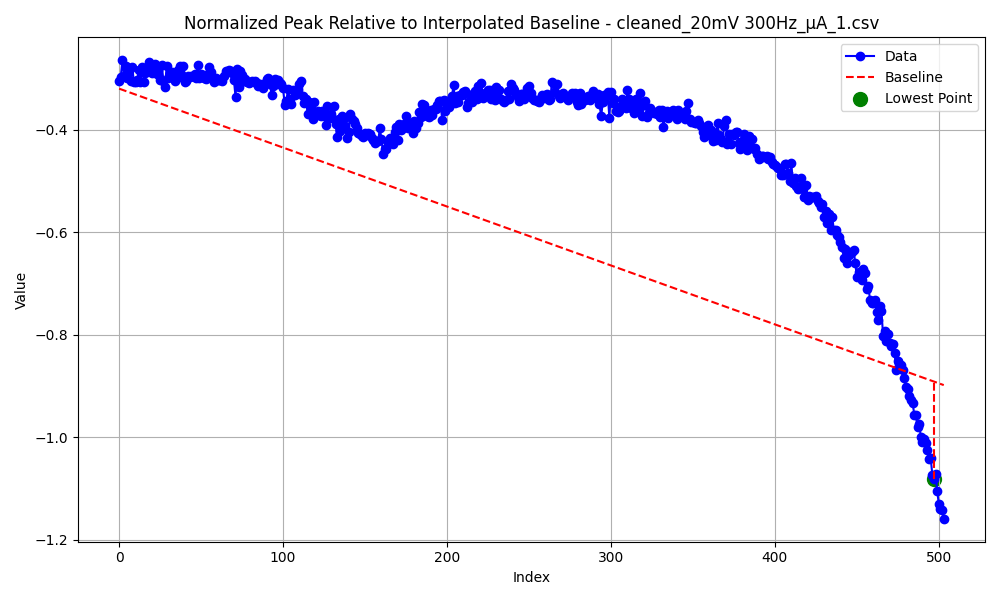 Normalized Peak Relative to Interpolated Baseline - cleaned_20mV 300Hz_μA_1.csv
Data
Baseline
Lowest Point
Value
−0.4
−0.6
−0.8
−1.0
−1.2
0 100 200 300 400 500
Index